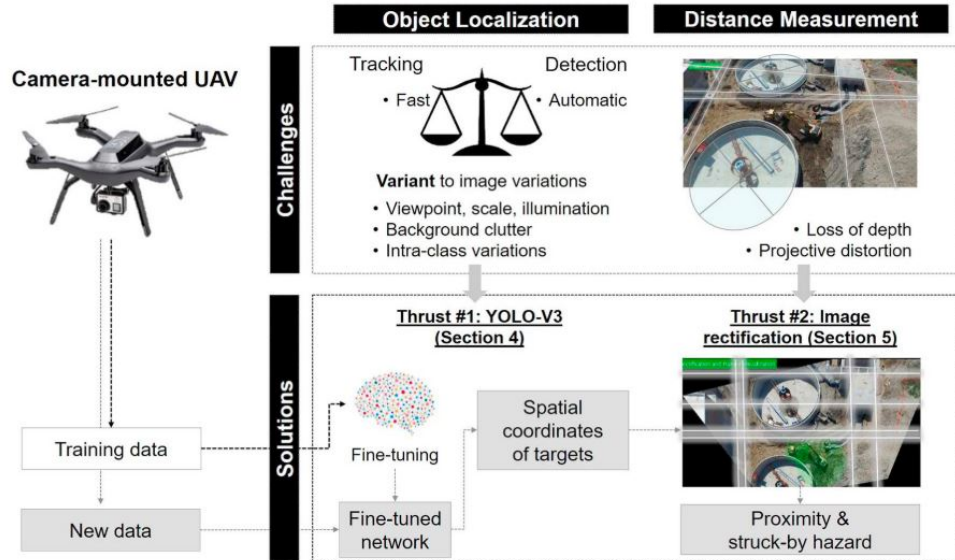 Object Localization
Distance Measurement
Camera-mounted UAV
Challenges
Tracking
Detection
• Fast
• Automatic
Variant to image variations
• Viewpoint, scale, illumination
• Background clutter
• Intra-class variations
• Loss of depth
• Projective distortion
Solutions
Thrust #1: YOLO-V3
(Section 4)
Thrust #2: Image
rectification (Section 5)
Training data
Fine-tuning
Spatial
coordinates
of targets
New data
Fine-tuned
network
Proximity &
struck-by hazard